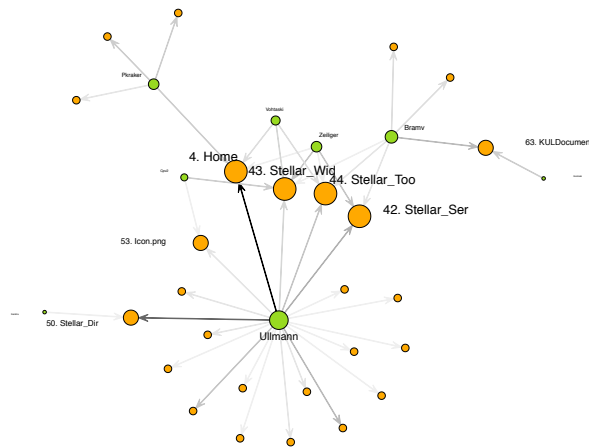 Pkraker
Vohtaski
Zeiliger
Bramv
4. Home
43. Stellar_Wid
44. Stellar_Too
63. KULDocumen
42. Stellar_Ser
53. Icon.png
50. Stellar_Dir
Ullmann